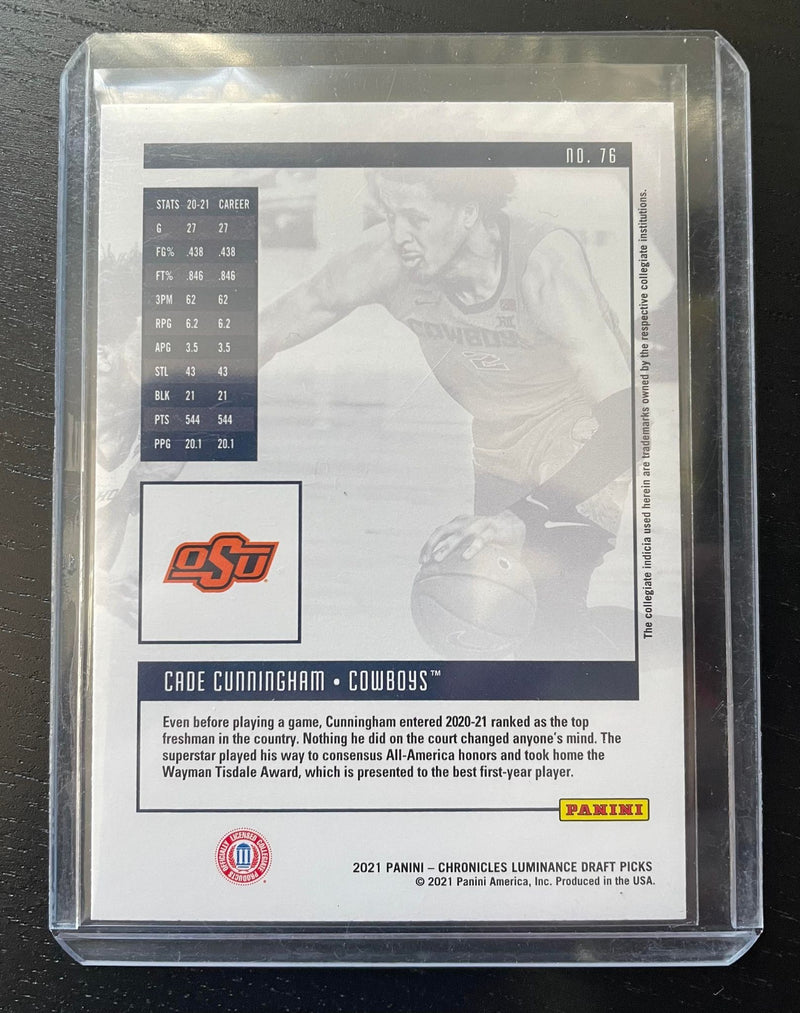 NO. 76
STATS 20-21 CAREER
G 27 27
FG% .438 .438
FT% .846 .846
3PM 62 62
RPG 6.2 6.2
APG 3.5 3.5
STL 43 43
BLK 21 21
PTS 544 544
PPG 20.1 20.1
COWBOYS
2
The collegiate indicia used herein are trademarks owned by the respective collegiate institutions.
OSU
CADE CUNNINGHAM • COWBOYS™
Even before playing a game, Cunningham entered 2020-21 ranked as the top
freshman in the country. Nothing he did on the court changed anyone's mind. The
superstar played his way to consensus All-America honors and took home the
Wayman Tisdale Award, which is presented to the best first-year player.
PANINI
OFFICIALLY LICENSED COLLEGIATE PRODUCTS
2021 PANINI – CHRONICLES LUMINANCE DRAFT PICKS
© 2021 Panini America, Inc. Produced in the USA.